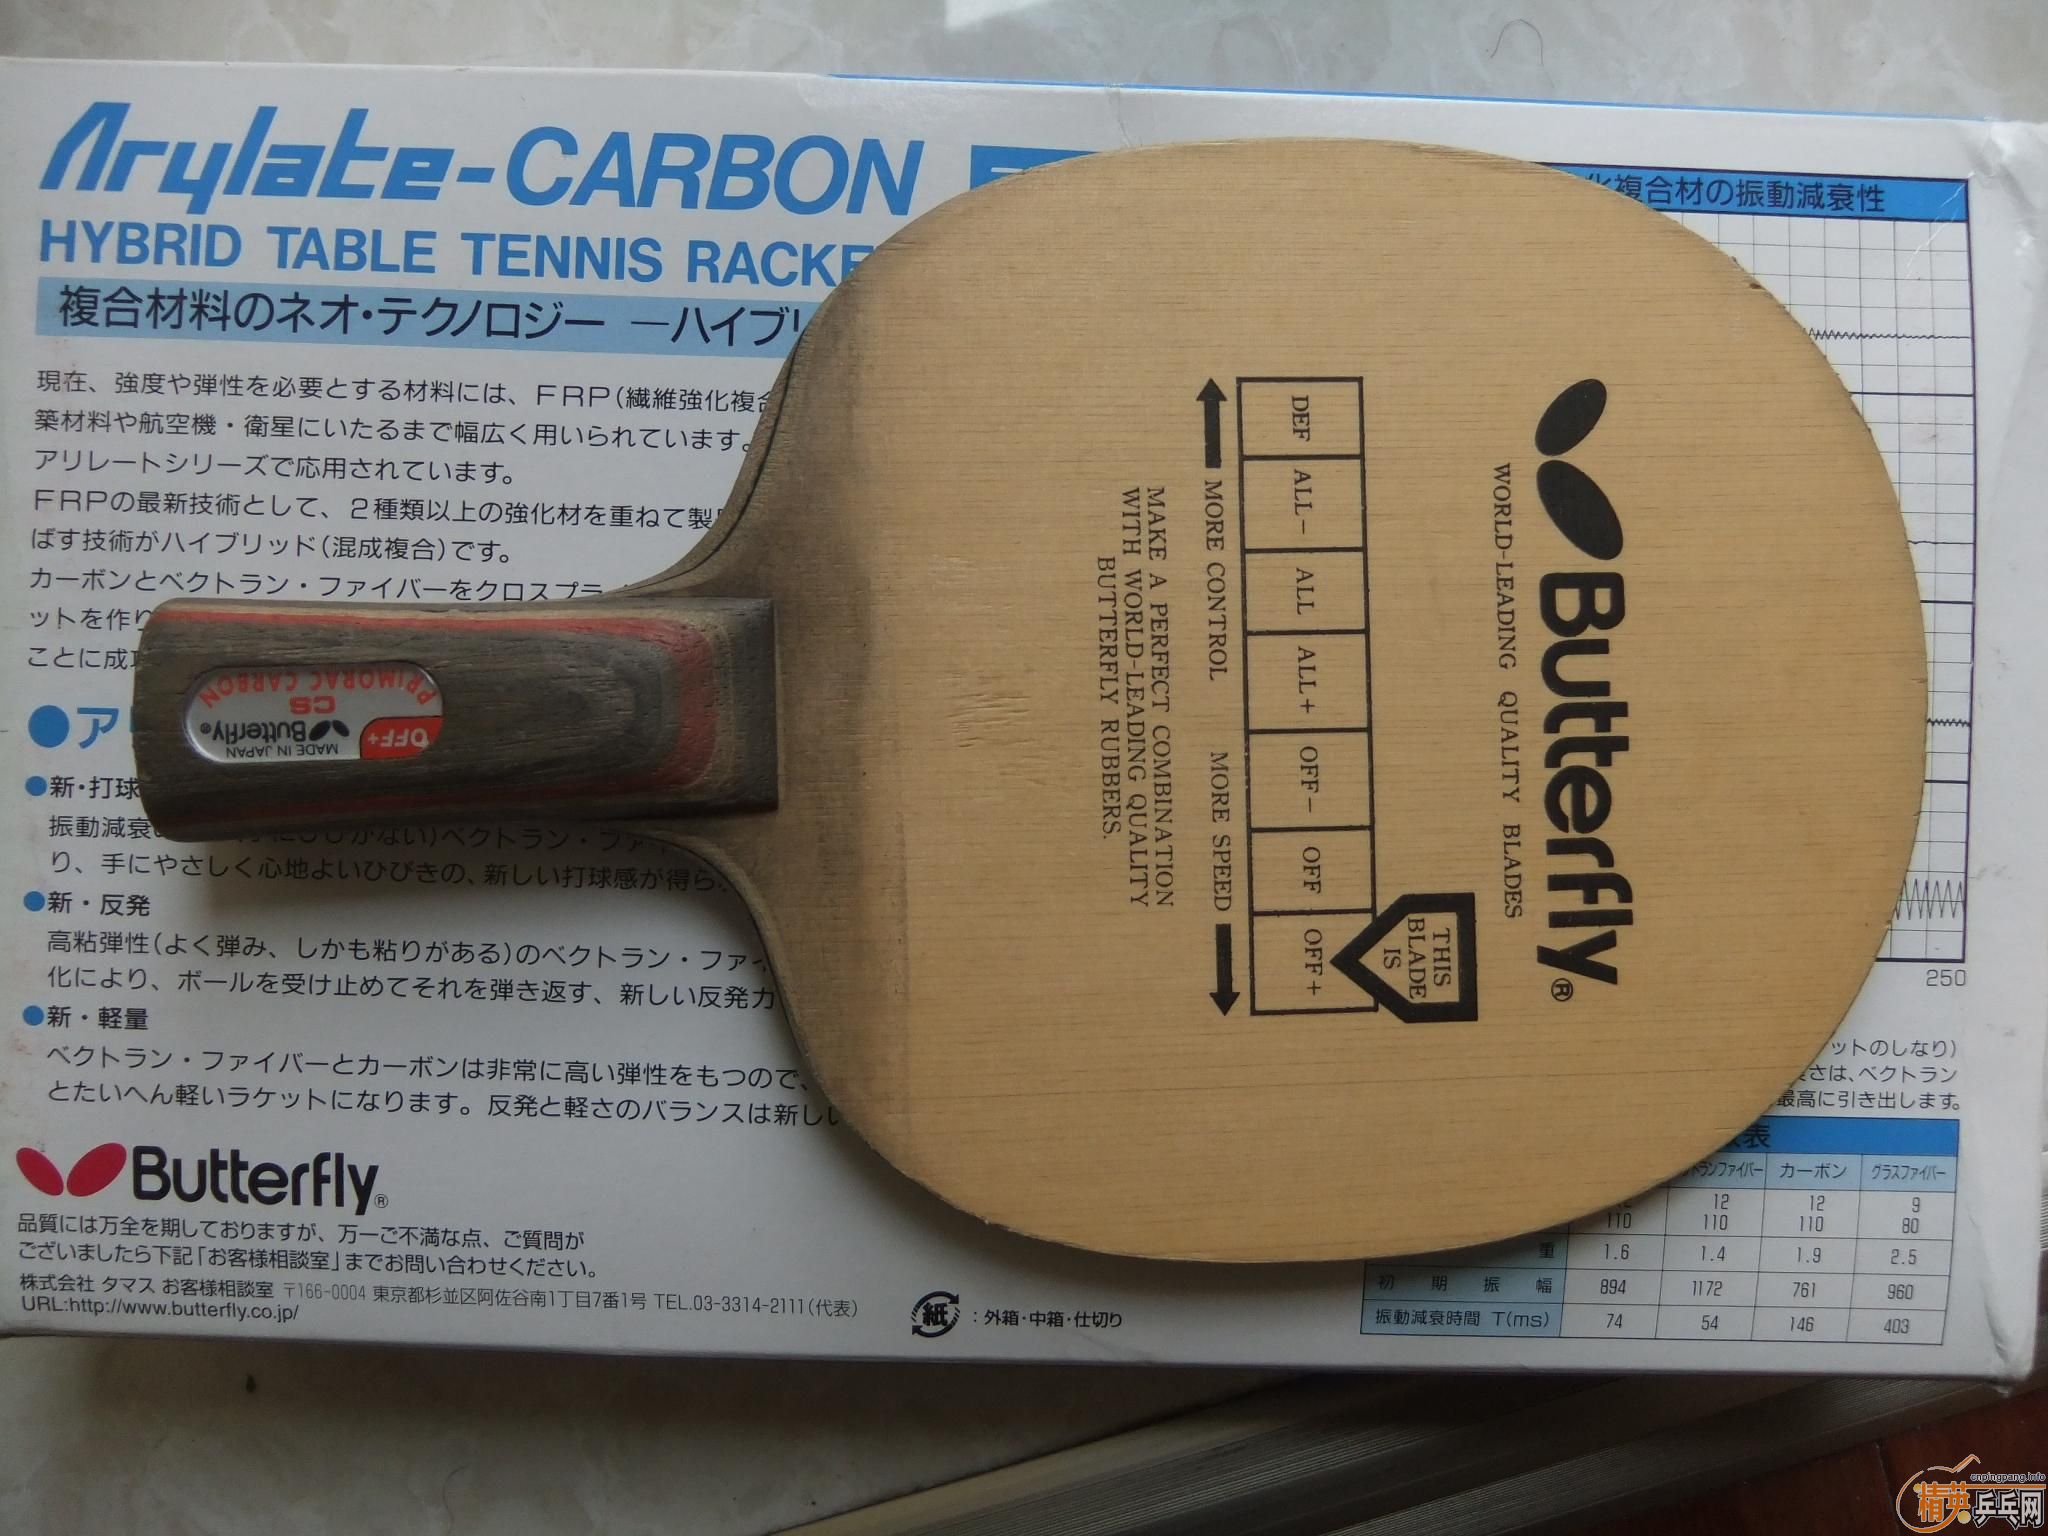 Arylate-CARBON
HYBRID TABLE TENNIS
複合材料のネオ・テクノロジー ―ハイブ
現在、強度や弾性を必要とする材料には、FRP(繊維強化複合
築材料や航空機・衛星にいたるまで幅広く用いられています。
アリレートシリーズで応用されています。
FRPの最新技術として、2種類以上の強化材を重ねて製
ばす技術がハイブリッド(混成複合)です。
カーボンとベクトラン・ファイバーをクロスプラ
ットを作り
ことに成
●ア
●新・打球
振動減衰
ない)ベクトラン・ファイ
り、手にやさしく心地よいひびきの、新しい打球感が得ら
●新・反発
高粘弾性(よく弾み、しかも粘りがある)のベクトラン・ファイ
化により、ボールを受け止めてそれを弾き返す、新しい反発力
●新・軽量
ベクトラン・ファイバーとカーボンは非常に高い弾性をもつので、
とたいへん軽いラケットになります。反発と軽さのバランスは新し
Butterfly®
品質には万全を期しておりますが、万一ご不満な点、ご質問が
ございましたら下記「お客様相談室」までお問い合わせください。
株式会社 タマス お客様相談室 〒166-0004 東京都杉並区阿佐谷南1丁目7番1号 TEL.03-3314-2111(代表)
URL:http://www.butterfly.co.jp/
紙 : 外箱・中箱・仕切り
化複合材の振動減衰性
250
ットのしなり)
さは、ベクトラン
最高に引き出します。
表
トランファイバー カーボン グラスファイバー
12 12 9
110 110 110 80
重 1.6 1.4 1.9 2.5
初期振幅 894 1172 761 960
振動減衰時間 T(ms) 74 54 146 403
Butterfly®
WORLD-LEADING QUALITY BLADES
THIS
BLADE
IS
DEF ALL- ALL ALL+ OFF- OFF OFF+
MORE CONTROL MORE SPEED
MAKE A PERFECT COMBINATION
WITH WORLD-LEADING QUALITY
BUTTERFLY RUBBERS.
OFF+
MADE IN JAPAN
Butterfly®
CS
PRIMORAC CARBON
cnpingpang.info
精英乒乓网